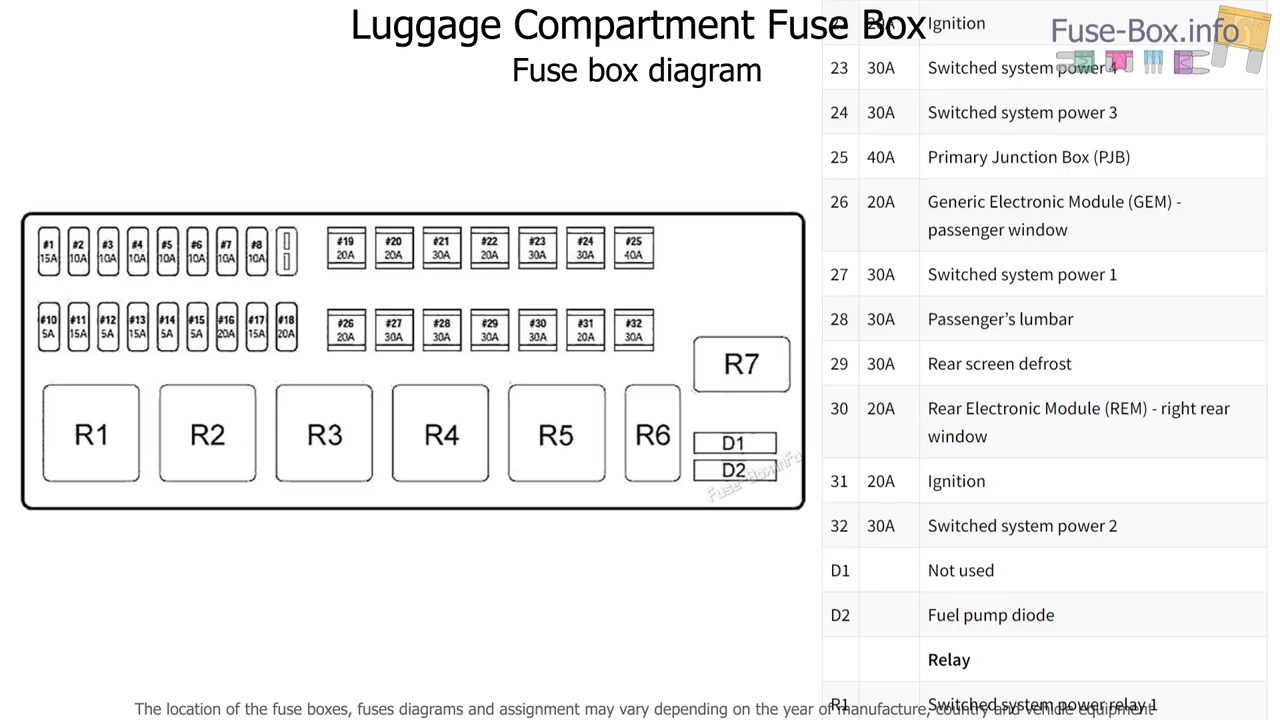 Luggage Compartment Fuse Box
Fuse box diagram
Fuse-Box.info
#1 #2 #3 #4 #5 #6 #7 #8
15A 10A 10A 10A 10A 10A 10A 10A
#19 #20 #21 #22 #23 #24 #25
20A 20A 30A 20A 30A 30A 40A
#10 #11 #12 #13 #14 #15 #16 #17 #18
5A 15A 15A 15A 5A 5A 20A 15A 20A
#26 #27 #28 #29 #30 #31 #32
20A 30A 30A 30A 30A 20A 30A
R7
R1 R2 R3 R4 R5 R6
D1
D2
Fuse-Box.info
Ignition
23 30A Switched system power 4
24 30A Switched system power 3
25 40A Primary Junction Box (PJB)
26 20A Generic Electronic Module (GEM) -
passenger window
27 30A Switched system power 1
28 30A Passenger’s lumbar
29 30A Rear screen defrost
30 20A Rear Electronic Module (REM) - right rear
window
31 20A Ignition
32 30A Switched system power 2
D1 Not used
D2 Fuel pump diode
Relay
R1 Switched system power relay 1
The location of the fuse boxes, fuses diagrams and assignment may vary depending on the year of manufacture, country and vehicle equipment